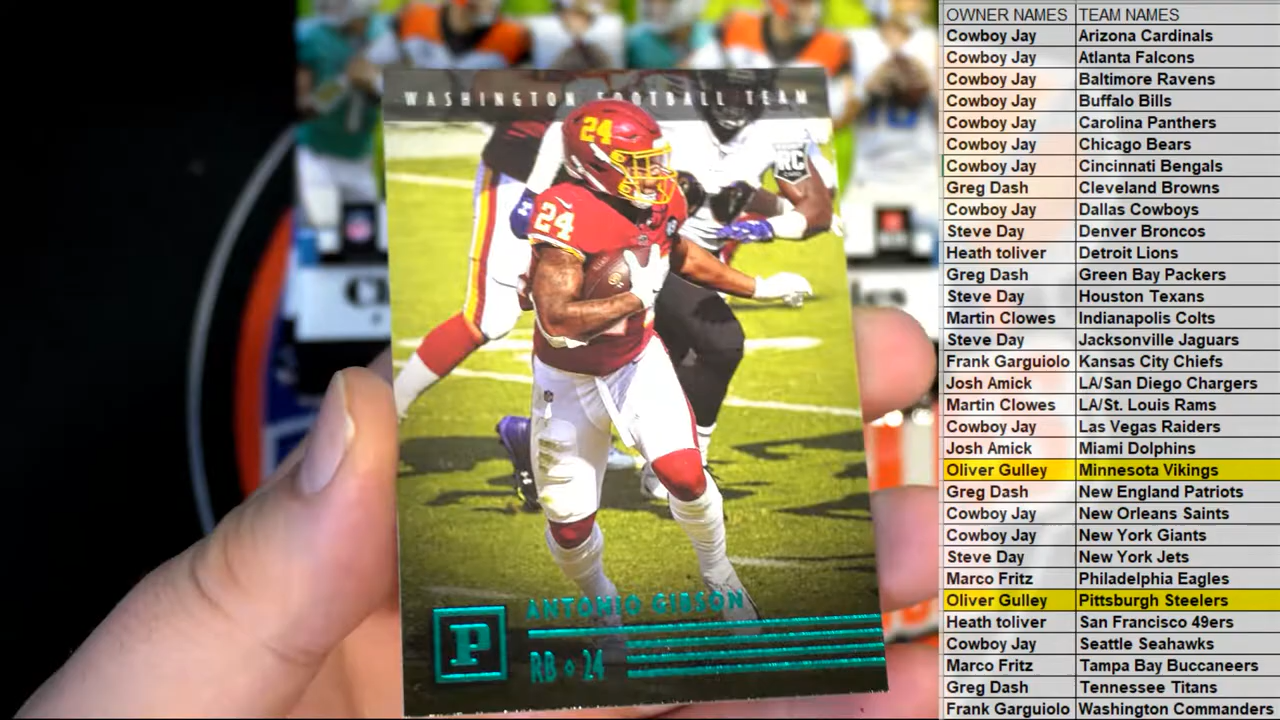 WASHINGTON FOOTBALL TEAM
24
RC
24
ANTONIO GIBSON
P
RB 24
OWNER NAMES TEAM NAMES
Cowboy Jay Arizona Cardinals
Cowboy Jay Atlanta Falcons
Cowboy Jay Baltimore Ravens
Cowboy Jay Buffalo Bills
Cowboy Jay Carolina Panthers
Cowboy Jay Chicago Bears
Cowboy Jay Cincinnati Bengals
Greg Dash Cleveland Browns
Cowboy Jay Dallas Cowboys
Steve Day Denver Broncos
Heath toliver Detroit Lions
Greg Dash Green Bay Packers
Steve Day Houston Texans
Martin Clowes Indianapolis Colts
Steve Day Jacksonville Jaguars
Frank Garguiolo Kansas City Chiefs
Josh Amick LA/San Diego Chargers
Martin Clowes LA/St. Louis Rams
Cowboy Jay Las Vegas Raiders
Josh Amick Miami Dolphins
Oliver Gulley Minnesota Vikings
Greg Dash New England Patriots
Cowboy Jay New Orleans Saints
Cowboy Jay New York Giants
Steve Day New York Jets
Marco Fritz Philadelphia Eagles
Oliver Gulley Pittsburgh Steelers
Heath toliver San Francisco 49ers
Cowboy Jay Seattle Seahawks
Marco Fritz Tampa Bay Buccaneers
Greg Dash Tennessee Titans
Frank Garguiolo Washington Commanders